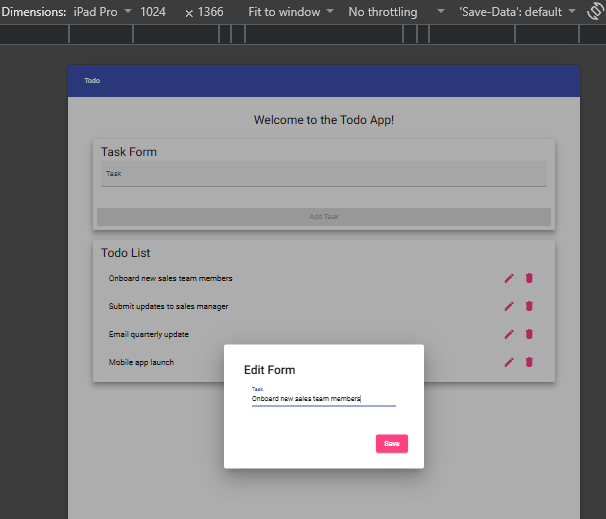 Dimensions: iPad Pro 1024 × 1366 Fit to window No throttling 'Save-Data': default
Todo
Welcome to the Todo App!
Task Form
Task
Add Task
Todo List
Onboard new sales team members
Submit updates to sales manager
Email quarterly update
Mobile app launch
Edit Form
Task
Onboard new sales team members
Save